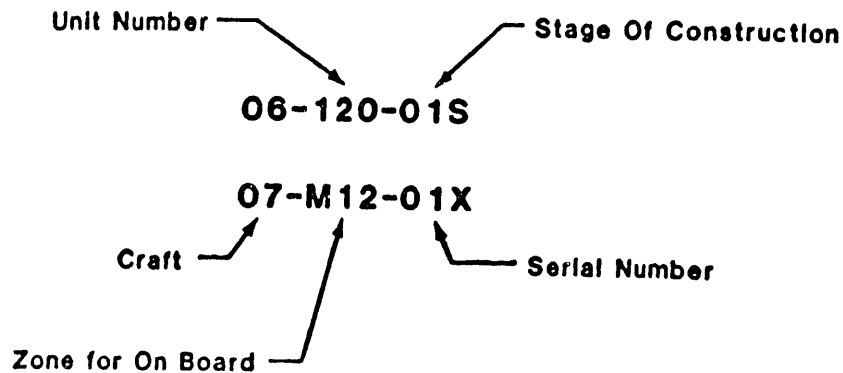 Unit Number
Stage Of Construction
06-120-01S
07-M12-01X
Craft
Serial Number
Zone for On Board